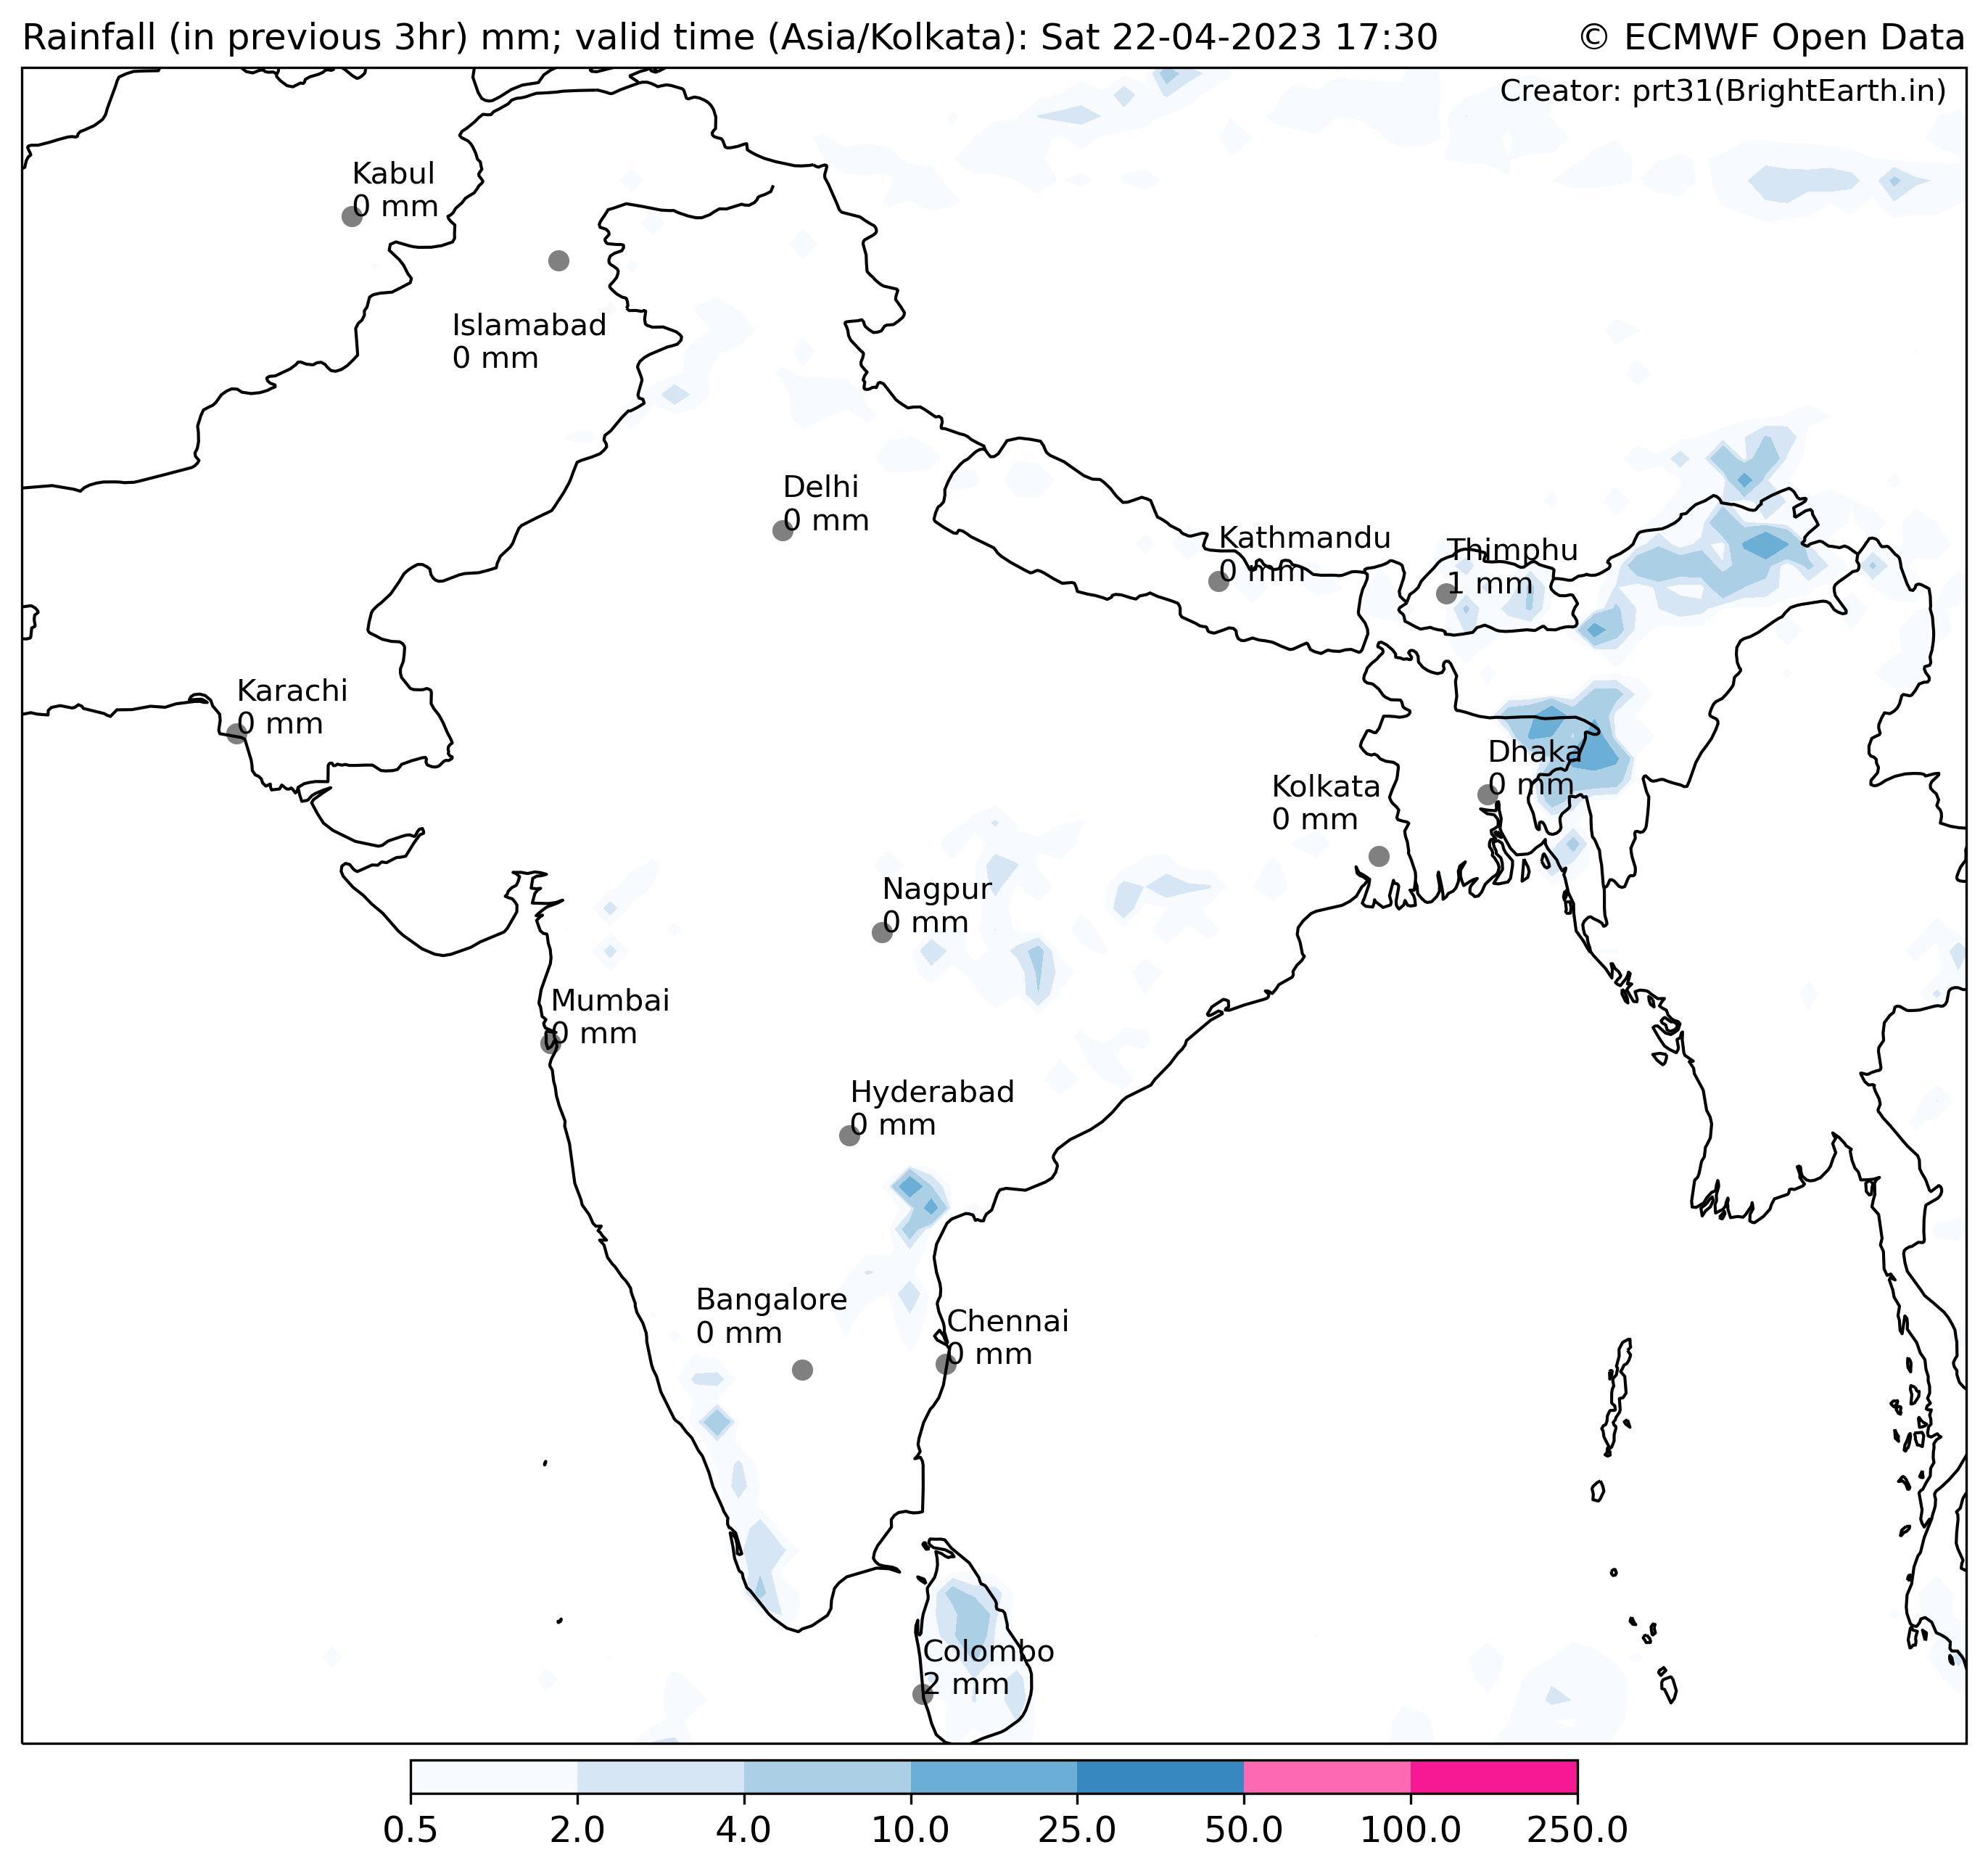 Rainfall (in previous 3hr) mm; valid time (Asia/Kolkata): Sat 22-04-2023 17:30
© ECMWF Open Data
Creator: prt31(BrightEarth.in)
Kabul
0 mm
Islamabad
0 mm
Delhi
0 mm
Kathmandu
0 mm
Thimphu
1 mm
Karachi
0 mm
Dhaka
0 mm
Kolkata
0 mm
Nagpur
0 mm
Mumbai
0 mm
Hyderabad
0 mm
Bangalore
0 mm
Chennai
0 mm
Colombo
2 mm
0.5 2.0 4.0 10.0 25.0 50.0 100.0 250.0